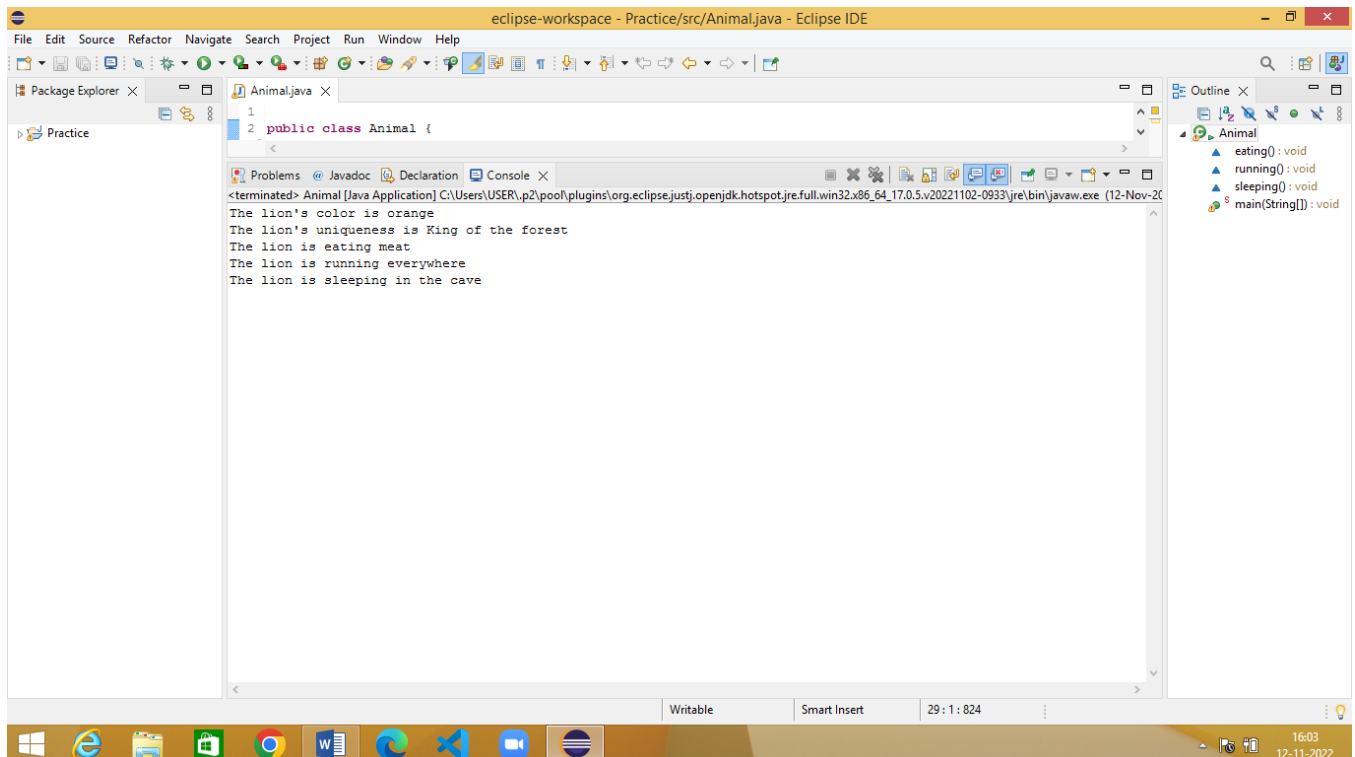 eclipse-workspace - Practice/src/Animal.java - Eclipse IDE
File Edit Source Refactor Navigate Search Project Run Window Help
Package Explorer
Practice
Animal.java
1
2 public class Animal {
Problems @ Javadoc Declaration Console
<terminated> Animal [Java Application] C:\Users\USER\.p2\pool\plugins\org.eclipse.justj.openjdk.hotspot.jre.full.win32.x86_64_17.0.5.v20221102-0933\jre\bin\javaw.exe (12-Nov-20
The lion's color is orange
The lion's uniqueness is King of the forest
The lion is eating meat
The lion is running everywhere
The lion is sleeping in the cave
Outline
Animal
eating() : void
running() : void
sleeping() : void
S main(String[]) : void
Writable Smart Insert 29 : 1 : 824
16:03
12-11-2022